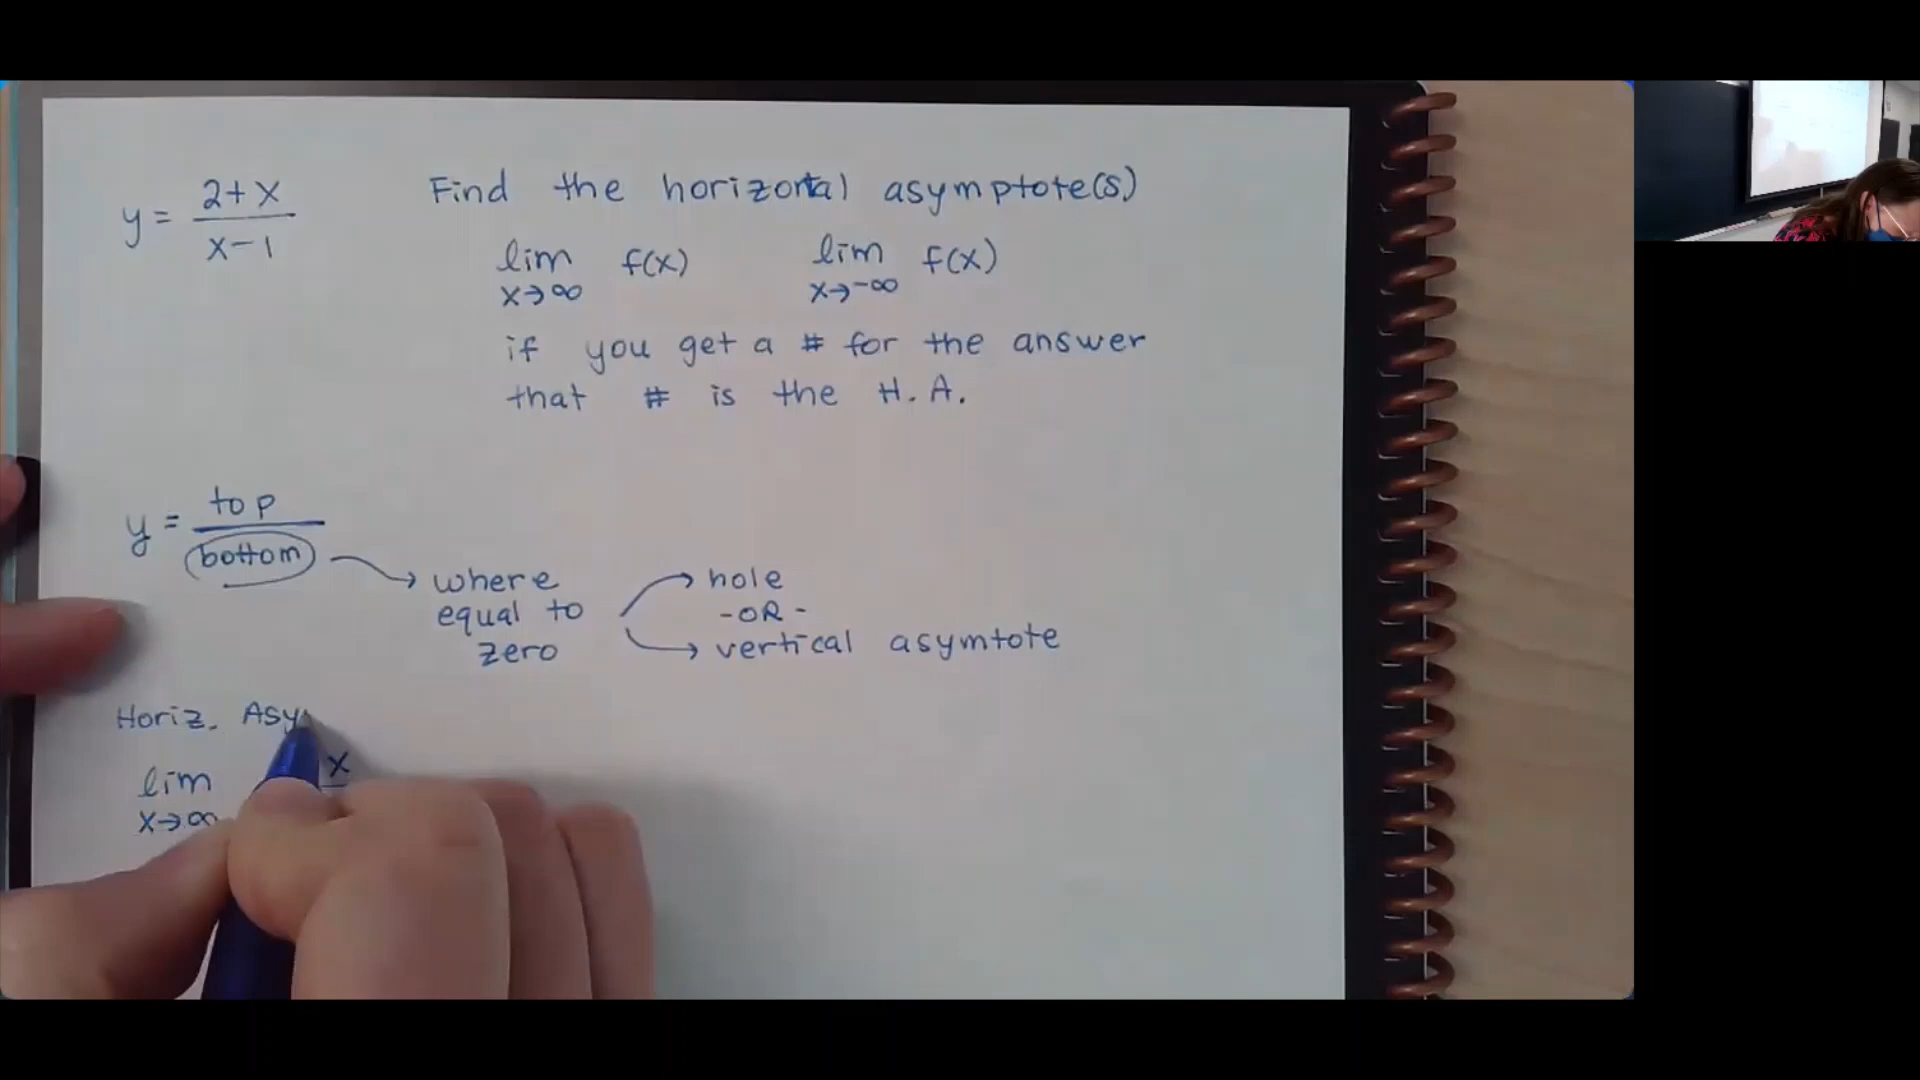 y = 2+x / x-1
Find the horizontal asymptote(s)
lim x→∞ f(x)
lim x→-∞ f(x)
if you get a # for the answer
that # is the H.A.
y = top / bottom
→ where
equal to
zero
→ hole
-OR-
→ vertical asymtote
Horiz. Asy
lim x→∞
x